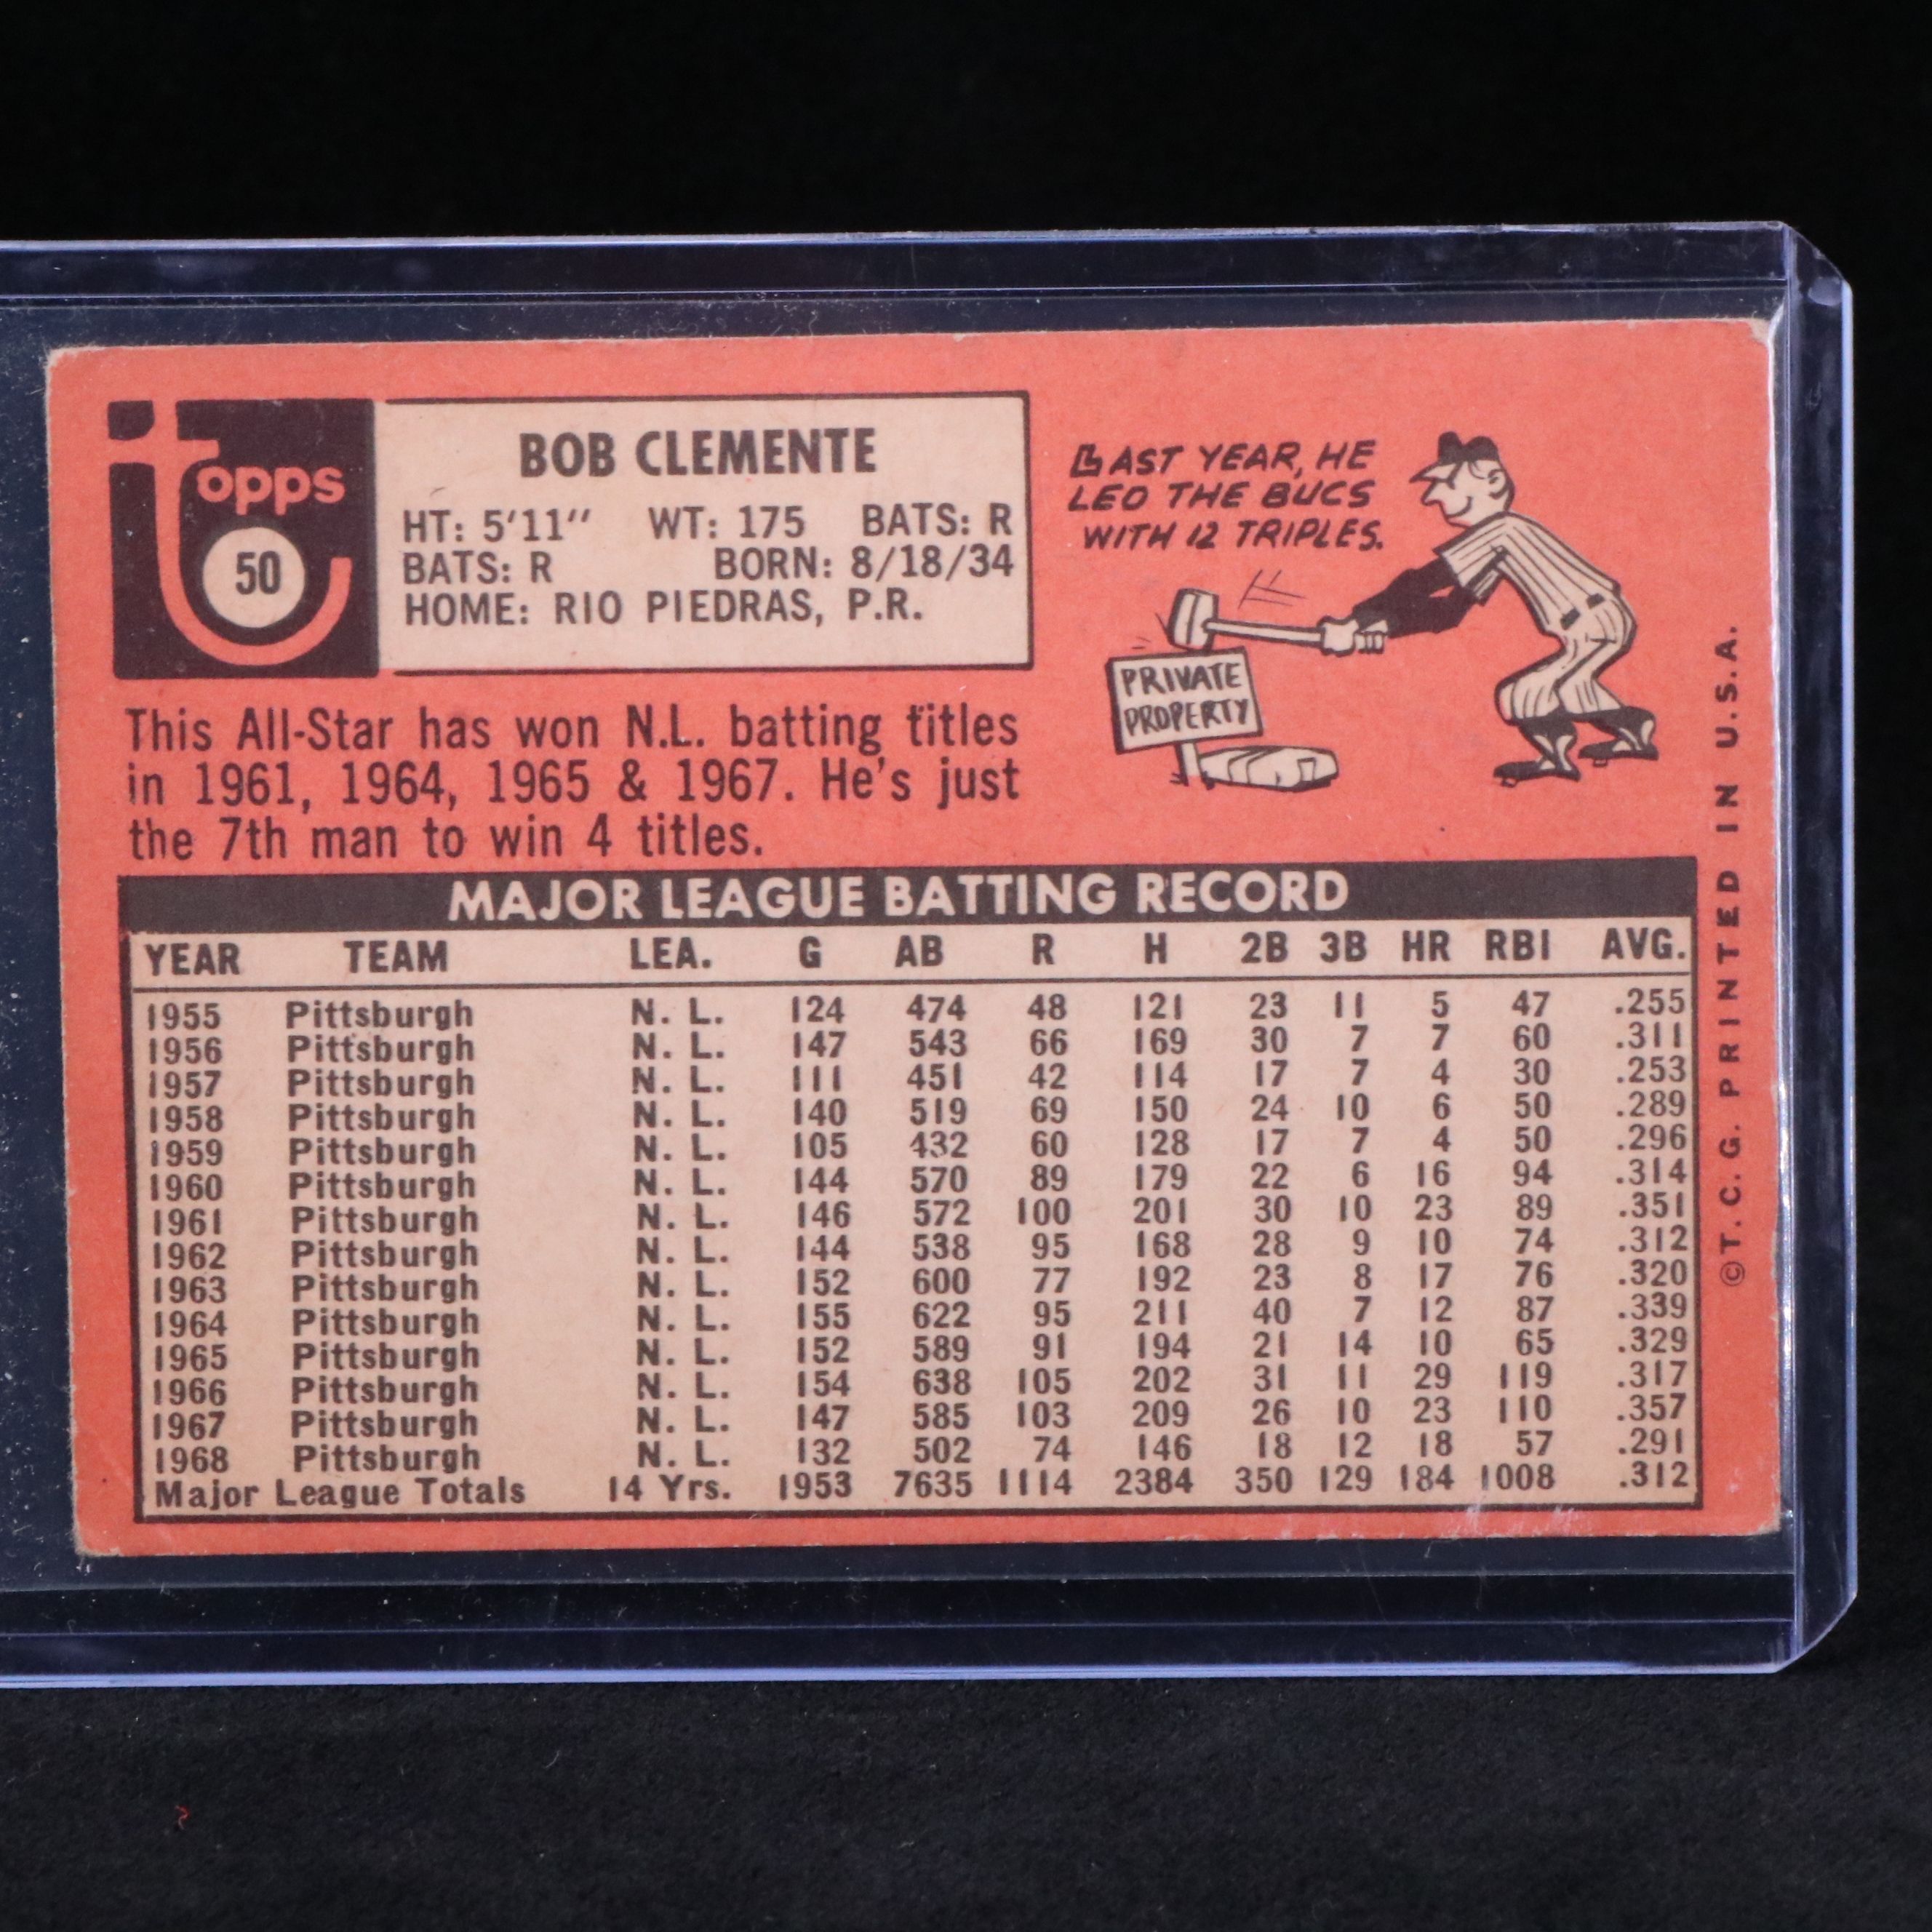 topps
50
BOB CLEMENTE
HT: 5'11" WT: 175 BATS: R
BATS: R BORN: 8/18/34
HOME: RIO PIEDRAS, P.R.
LAST YEAR, HE
LED THE BUCS
WITH 12 TRIPLES.
PRIVATE
PROPERTY
This All-Star has won N.L. batting titles
in 1961, 1964, 1965 & 1967. He's just
the 7th man to win 4 titles.
MAJOR LEAGUE BATTING RECORD
YEAR TEAM LEA. G AB R H 2B 3B HR RBI AVG.
1955 Pittsburgh N. L. 124 474 48 121 23 11 5 47 .255
1956 Pittsburgh N. L. 147 543 66 169 30 7 7 60 .311
1957 Pittsburgh N. L. 111 451 42 114 17 7 4 30 .253
1958 Pittsburgh N. L. 140 519 69 150 24 10 6 50 .289
1959 Pittsburgh N. L. 105 432 60 128 17 7 4 50 .296
1960 Pittsburgh N. L. 144 570 89 179 22 6 16 94 .314
1961 Pittsburgh N. L. 146 572 100 201 30 10 23 89 .351
1962 Pittsburgh N. L. 144 538 95 168 28 9 10 74 .312
1963 Pittsburgh N. L. 152 600 77 192 23 8 17 76 .320
1964 Pittsburgh N. L. 155 622 95 211 40 7 12 87 .339
1965 Pittsburgh N. L. 152 589 91 194 21 14 10 65 .329
1966 Pittsburgh N. L. 154 638 105 202 31 11 29 119 .317
1967 Pittsburgh N. L. 147 585 103 209 26 10 23 110 .357
1968 Pittsburgh N. L. 132 502 74 146 18 12 18 57 .291
Major League Totals 14 Yrs. 1953 7635 1114 2384 350 129 184 1008 .312
©T. C. G. PRINTED IN U.S.A.